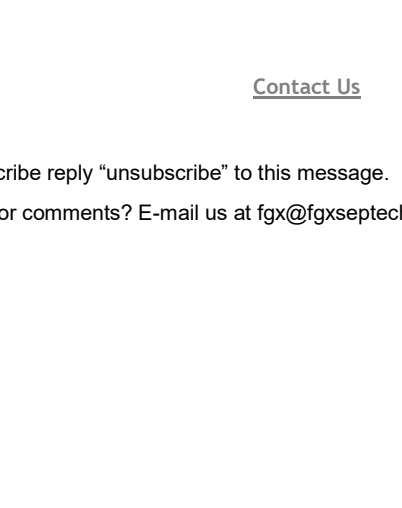 Contact Us
cribe reply “unsubscribe” to this message.
or comments? E-mail us at fgx@fgxseptecl